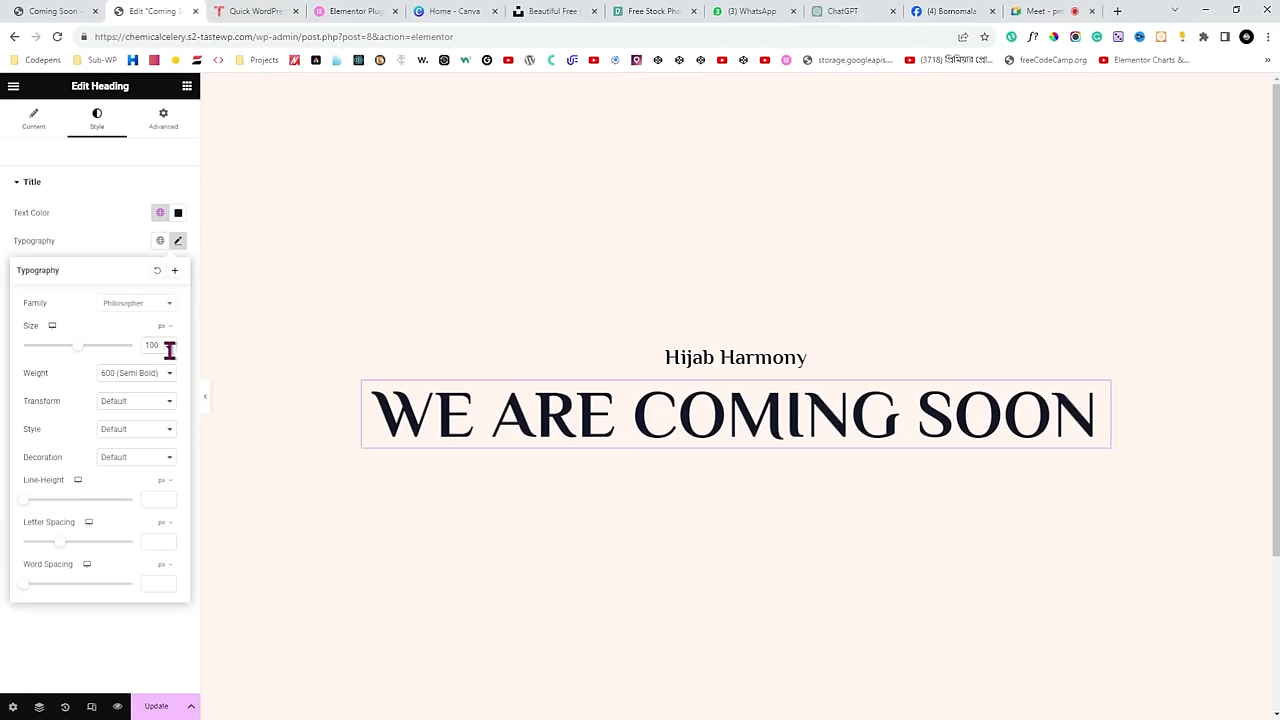 Coming Soon –
Edit "Coming S
Quick WordPre
Elementor Plug
Home - Canva
Beautiful Free
Free Stock Pho
(3) WhatsApp
ChatGPT
(4) Bornomala
Meet - pm
https://chemicalcelery.s2-tastewp.com/wp-admin/post.php?post=8&action=elementor
Codepens
Sub-WP
Projects
storage.googleapis....
freeCodeCamp.org
Elementor Charts &...
Edit Heading
Content
Style
Advanced
Title
Text Color
Typography
Typography
Family
Philosopher
Size
px
100
Weight
600 (Semi Bold)
Transform
Default
Style
Default
Decoration
Default
Line-Height
px
Letter Spacing
px
Word Spacing
px
Update
Hijab Harmony
WE ARE COMING SOON